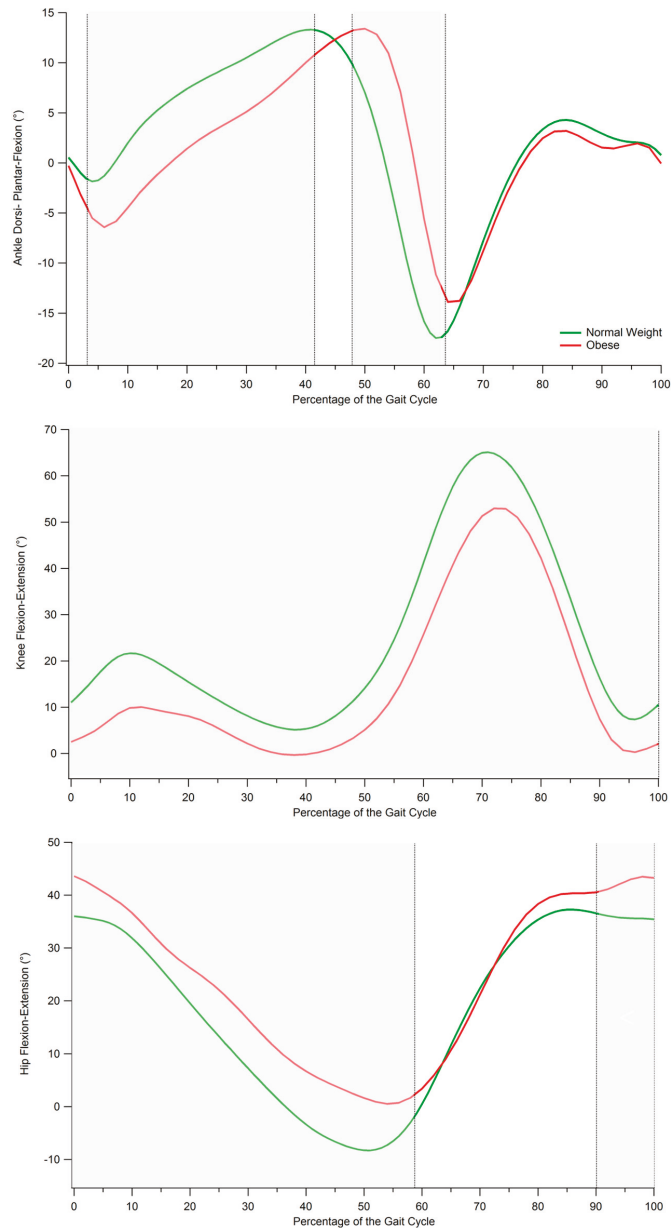 15
10
5
0
-5
-10
-15
-20
Ankle Dorsi- Plantar-Flexion (°)
Normal Weight
Obese
0 10 20 30 40 50 60 70 80 90 100
Percentage of the Gait Cycle
70
60
50
40
30
20
10
0
Knee Flexion-Extension (°)
0 10 20 30 40 50 60 70 80 90 100
Percentage of the Gait Cycle
50
40
30
20
10
0
-10
Hip Flexion-Extension (°)
0 10 20 30 40 50 60 70 80 90 100
Percentage of the Gait Cycle